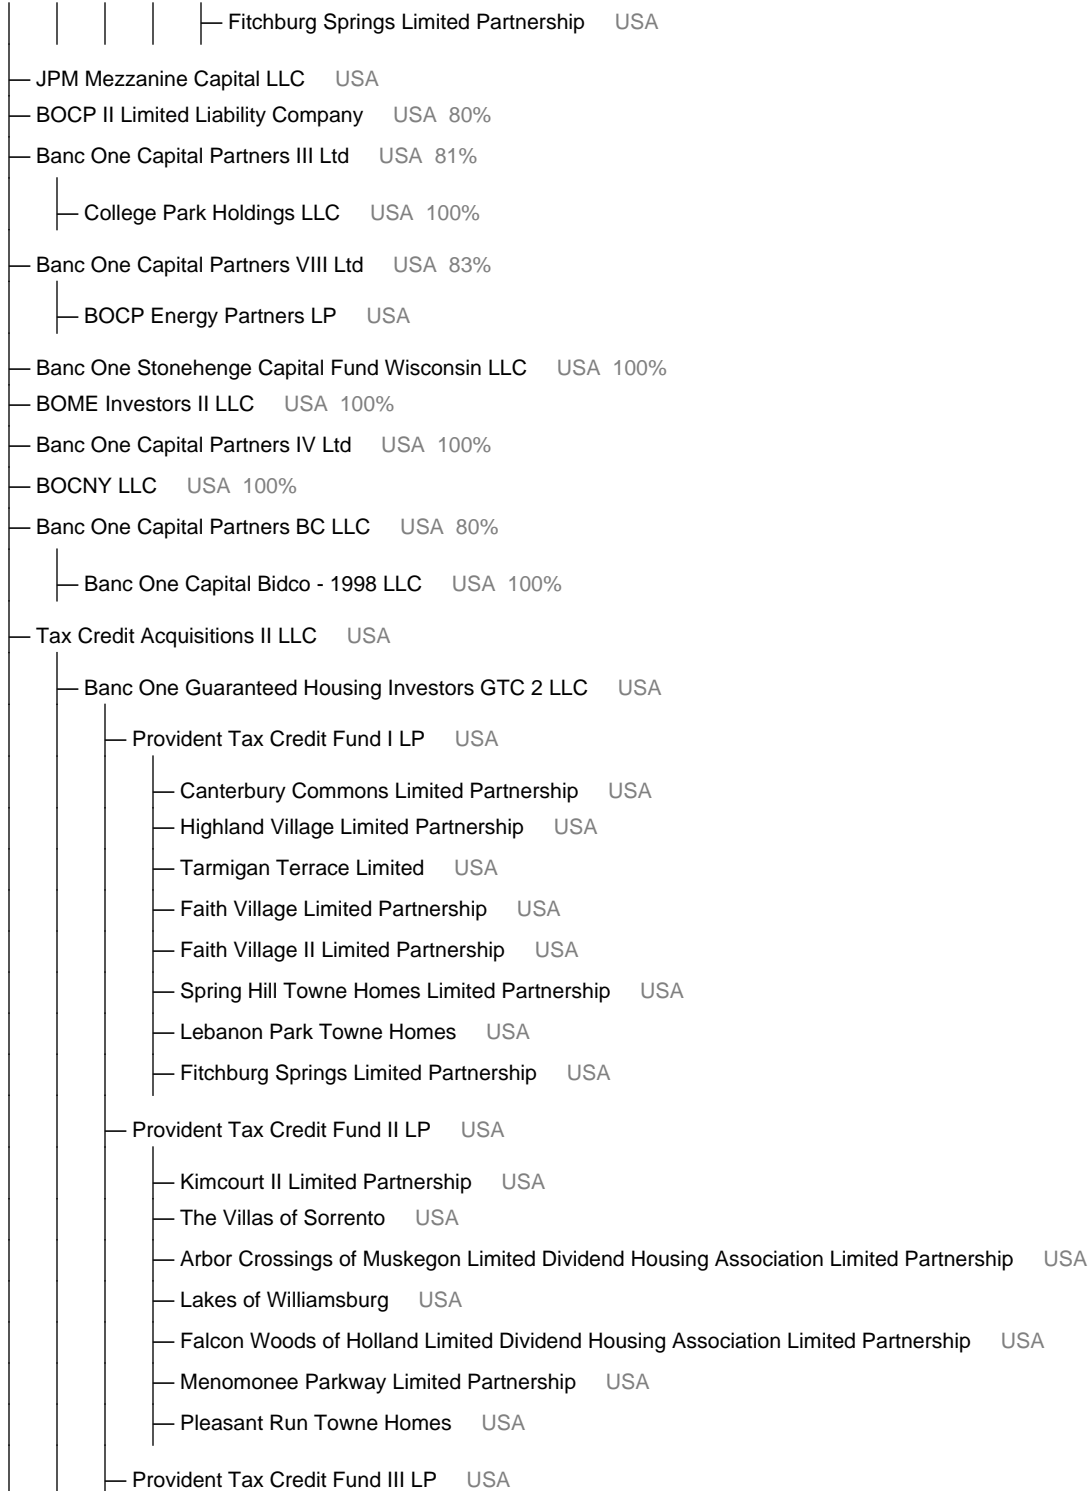 Fitchburg Springs Limited Partnership USA
JPM Mezzanine Capital LLC USA
BOCP II Limited Liability Company USA 80%
Banc One Capital Partners III Ltd USA 81%
College Park Holdings LLC USA 100%
Banc One Capital Partners VIII Ltd USA 83%
BOCP Energy Partners LP USA
Banc One Stonehenge Capital Fund Wisconsin LLC USA 100%
BOME Investors II LLC USA 100%
Banc One Capital Partners IV Ltd USA 100%
BOCNY LLC USA 100%
Banc One Capital Partners BC LLC USA 80%
Banc One Capital Bidco - 1998 LLC USA 100%
Tax Credit Acquisitions II LLC USA
Banc One Guaranteed Housing Investors GTC 2 LLC USA
Provident Tax Credit Fund I LP USA
Canterbury Commons Limited Partnership USA
Highland Village Limited Partnership USA
Tarmigan Terrace Limited USA
Faith Village Limited Partnership USA
Faith Village II Limited Partnership USA
Spring Hill Towne Homes Limited Partnership USA
Lebanon Park Towne Homes USA
Fitchburg Springs Limited Partnership USA
Provident Tax Credit Fund II LP USA
Kimcourt II Limited Partnership USA
The Villas of Sorrento USA
Arbor Crossings of Muskegon Limited Dividend Housing Association Limited Partnership USA
Lakes of Williamsburg USA
Falcon Woods of Holland Limited Dividend Housing Association Limited Partnership USA
Menomonee Parkway Limited Partnership USA
Pleasant Run Towne Homes USA
Provident Tax Credit Fund III LP USA